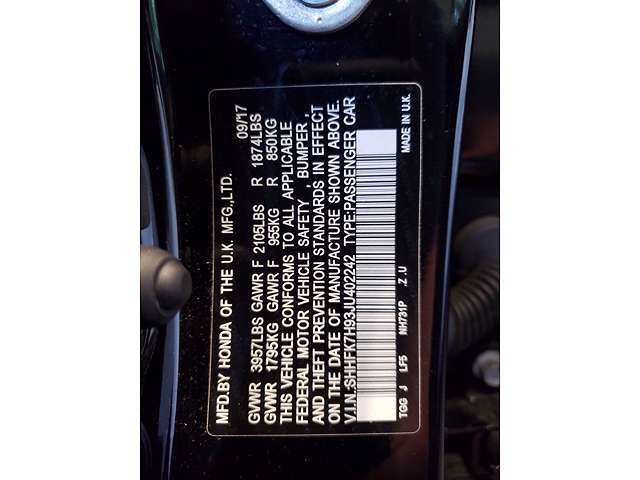 MFD.BY HONDA OF THE U.K. MFG.,LTD. 09/17
GVWR 3957LBS GAWR F 2105LBS R 1874LBS
GVWR 1795KG GAWR F 955KG R 850KG
THIS VEHICLE CONFORMS TO ALL APPLICABLE
FEDERAL MOTOR VEHICLE SAFETY , BUMPER ,
AND THEFT PREVENTION STANDARDS IN EFFECT
ON THE DATE OF MANUFACTURE SHOWN ABOVE.
V.I.N.:SHHFK7H93JU402242 TYPE:PASSENGER CAR
TGG J LF5 NH731P .Z .U MADE IN U.K.